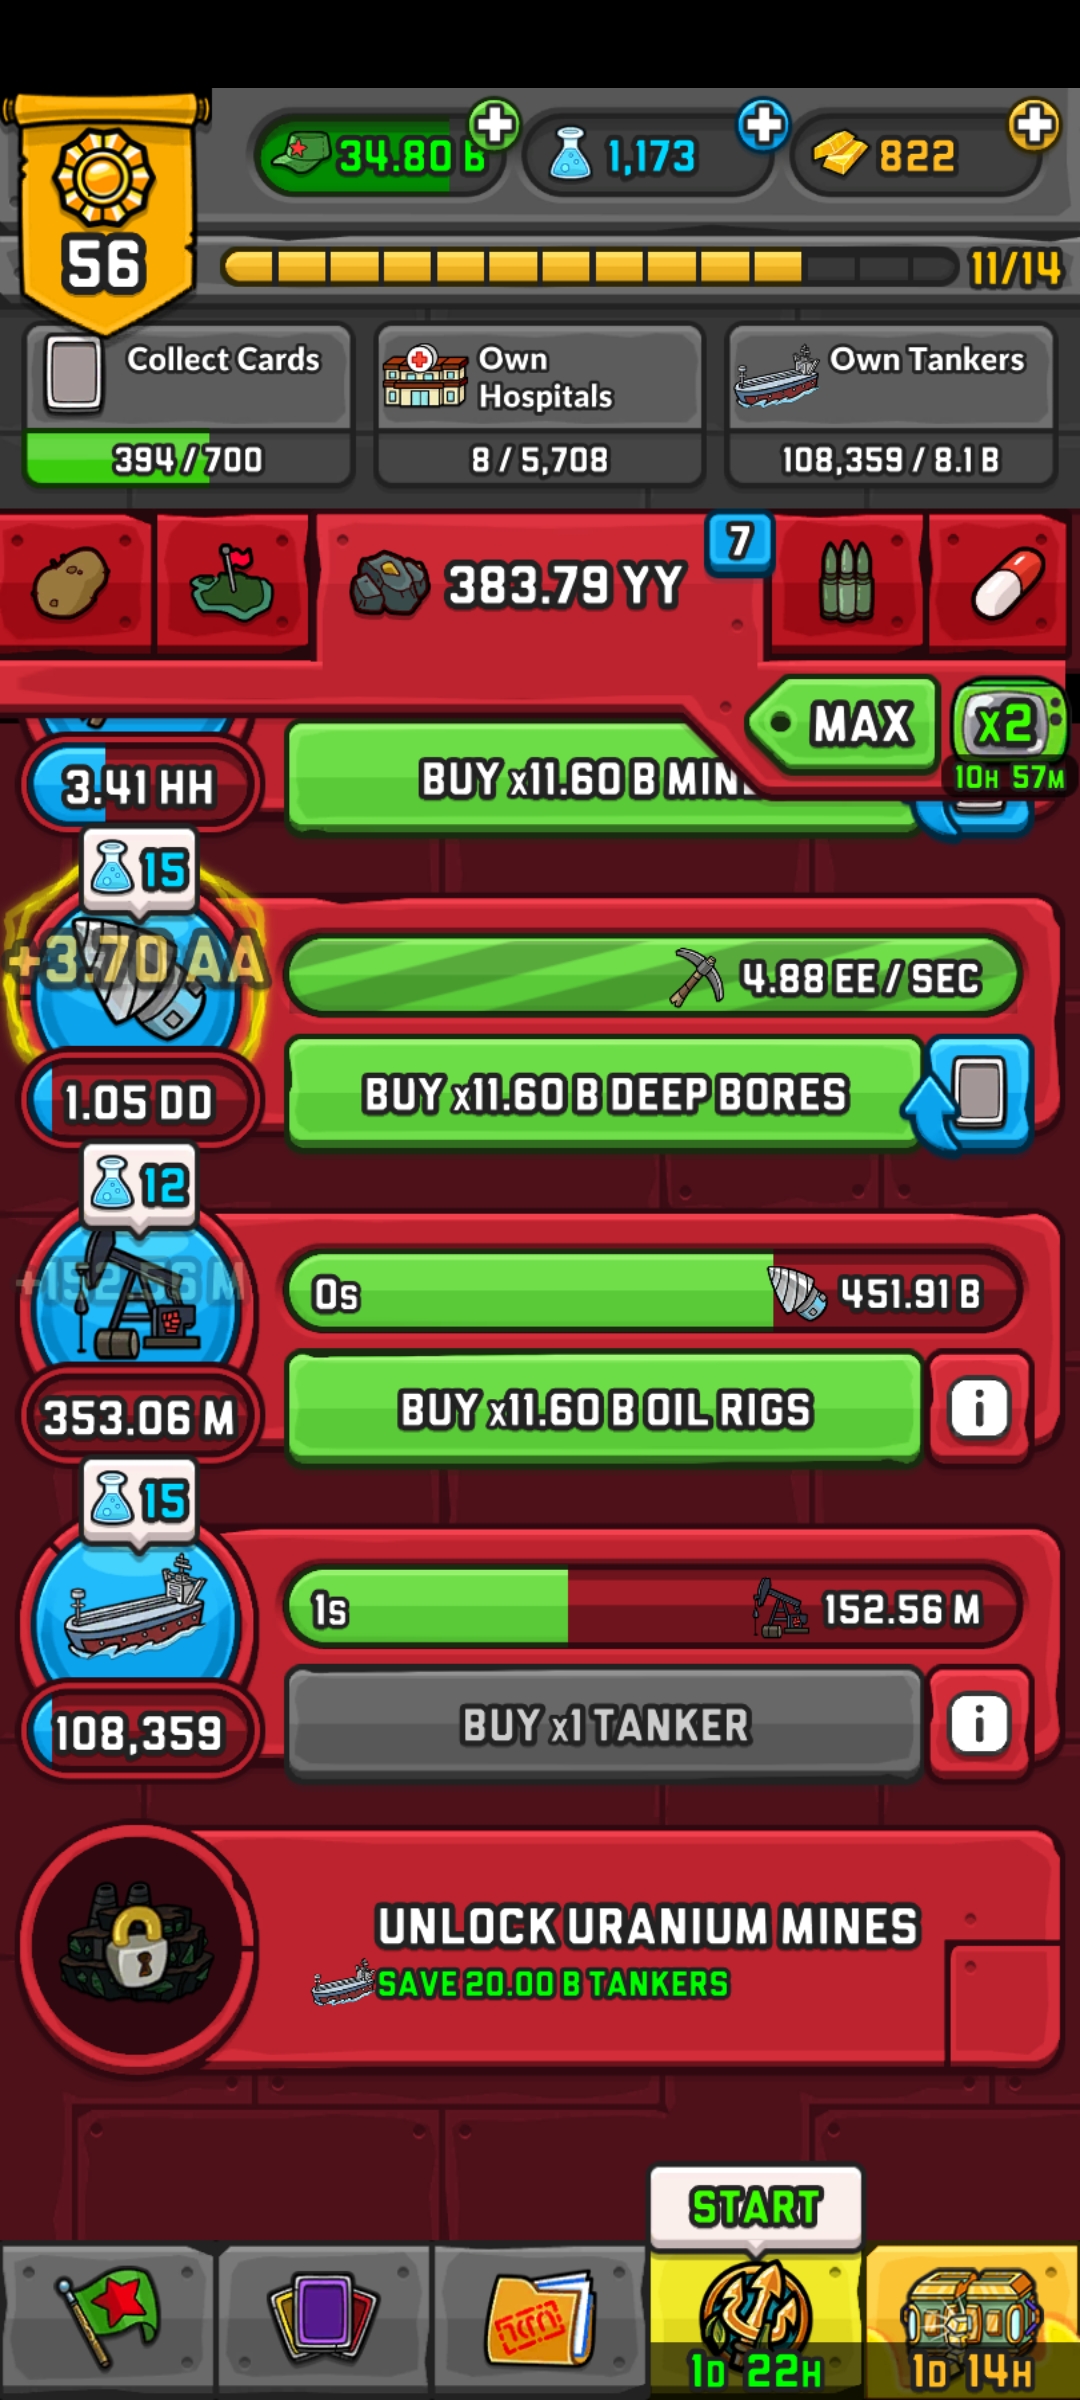 34.80 B
1,173
822
56
11/14
Collect Cards
394/700
Own
Hospitals
8/5,708
Own Tankers
108,359/8.1 B
383.79 YY
7
MAX
x2
10H 57M
3.41 HH
BUY x11.60 B MIN
15
+3.70 AA
4.88 EE/SEC
1.05 DD
BUY x11.60 B DEEP BORES
12
+152.56 M
0s
451.91 B
353.06 M
BUY x11.60 B OIL RIGS
i
15
1s
152.56 M
108,359
BUY x1 TANKER
i
UNLOCK URANIUM MINES
SAVE 20.00 B TANKERS
START
1D 22H
1D 14H